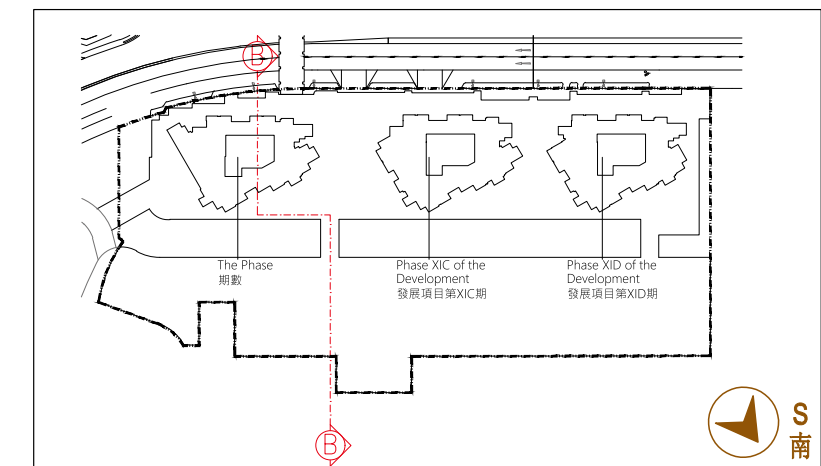 B
The Phase
期數
Phase XIC of the
Development
發展項目第XIC期
Phase XID of the
Development
發展項目第XID期
S
南
B